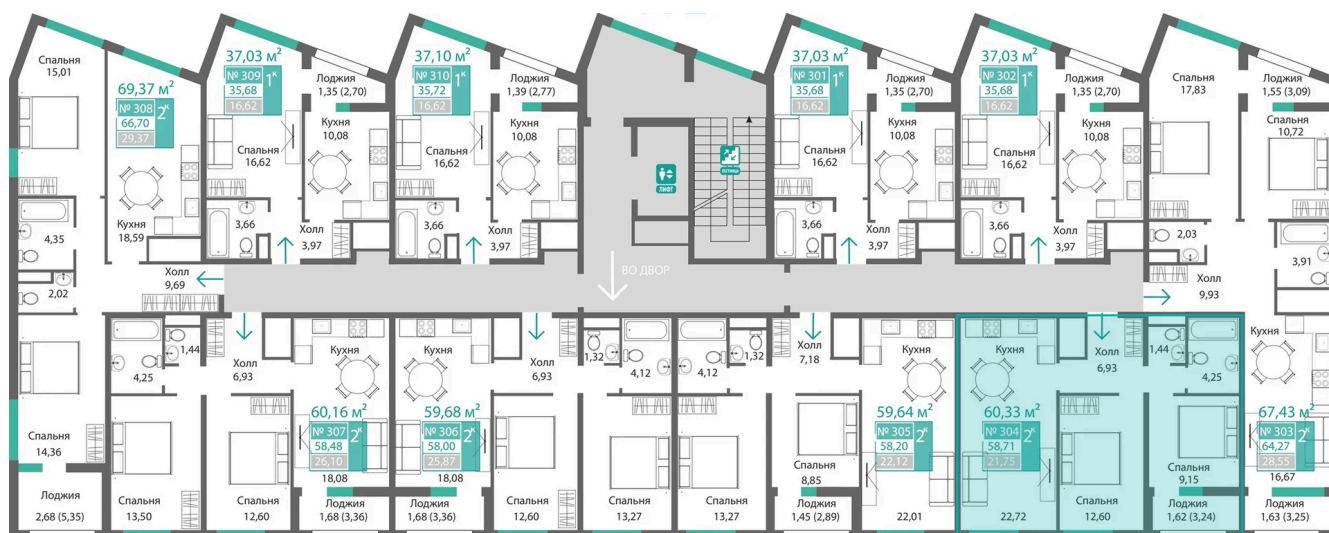 Спальня
15,01
69,37 м²
№ 308
66,70
29,37
2к
Кухня
18,59
4,35
2,02
Холл
9,69
Спальня
14,36
Лоджия
2,68 (5,35)
37,03 м²
№ 309
35,68
16,62
1к
Лоджия
1,35 (2,70)
Кухня
10,08
Спальня
16,62
3,66
Холл
3,97
37,10 м²
№ 310
35,72
16,62
1к
Лоджия
1,39 (2,77)
Кухня
10,08
Спальня
16,62
3,66
Холл
3,97
ЛИФТ
ЛЕСТНИЦА
ВО ДВОР
37,03 м²
№ 301
35,68
16,62
1к
Лоджия
1,35 (2,70)
Кухня
10,08
Спальня
16,62
3,66
Холл
3,97
37,03 м²
№ 302
35,68
16,62
1к
Лоджия
1,35 (2,70)
Кухня
10,08
Спальня
16,62
3,66
Холл
3,97
Спальня
17,83
Лоджия
1,55 (3,09)
Спальня
10,72
2,03
3,91
Холл
9,93
Кухня
67,43 м²
№ 303
64,27
28,55
2к
16,67
Лоджия
1,63 (3,25)
1,44
4,25
Холл
6,93
Кухня
60,16 м²
№ 307
58,48
26,10
2к
18,08
Спальня
13,50
Спальня
12,60
Лоджия
1,68 (3,36)
Кухня
Холл
6,93
1,32
4,12
59,68 м²
№ 306
58,00
25,87
2к
18,08
Лоджия
1,68 (3,36)
Спальня
12,60
Спальня
13,27
4,12
1,32
Холл
7,18
Кухня
59,64 м²
№ 305
58,20
22,12
2к
Спальня
13,27
Спальня
8,85
Лоджия
1,45 (2,89)
22,01
Кухня
Холл
6,93
1,44
4,25
60,33 м²
№ 304
58,71
21,75
2к
22,72
Спальня
12,60
Спальня
9,15
Лоджия
1,62 (3,24)